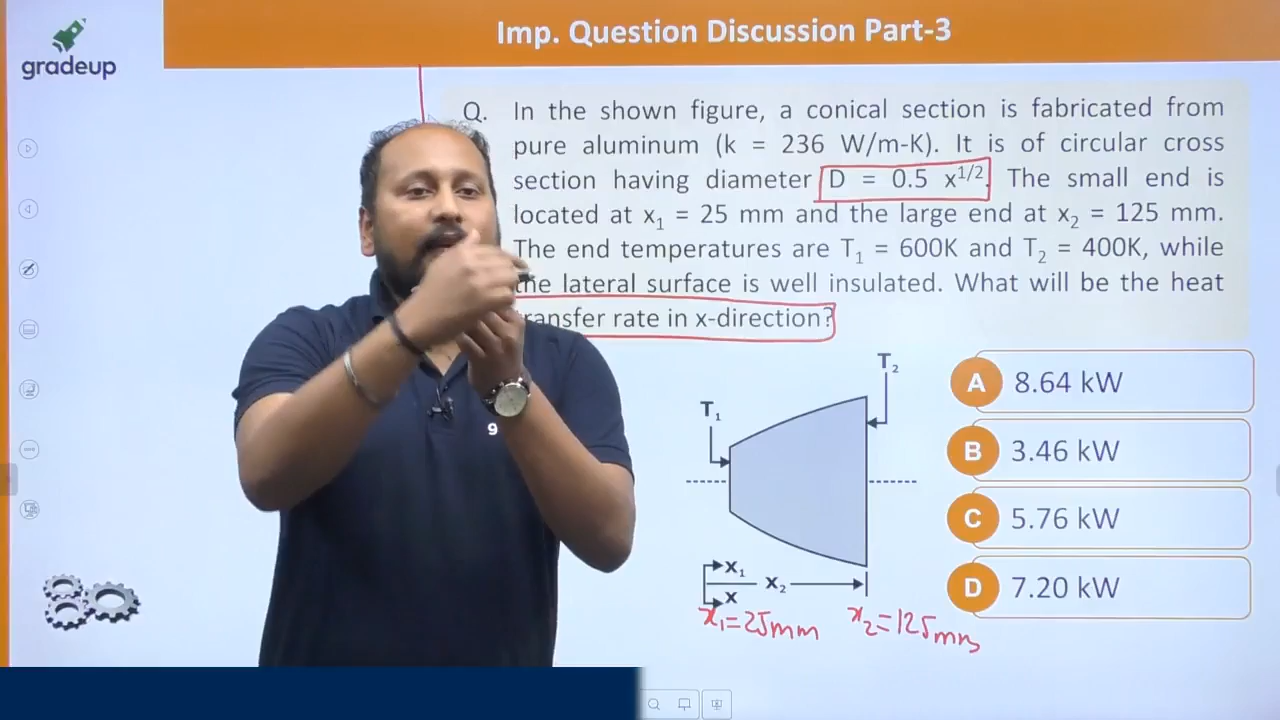 Imp. Question Discussion Part-3
gradeup
Q. In the shown figure, a conical section is fabricated from
pure aluminum (k = 236 W/m-K). It is of circular cross
section having diameter D = 0.5 x^1/2. The small end is
located at x₁ = 25 mm and the large end at x₂ = 125 mm.
The end temperatures are T₁ = 600K and T₂ = 400K, while
the lateral surface is well insulated. What will be the heat
transfer rate in x-direction?
T₂
T₁
A 8.64 kW
B 3.46 kW
C 5.76 kW
D 7.20 kW
9
x₁
x₂
x
x₁=25mm x₂=125mm